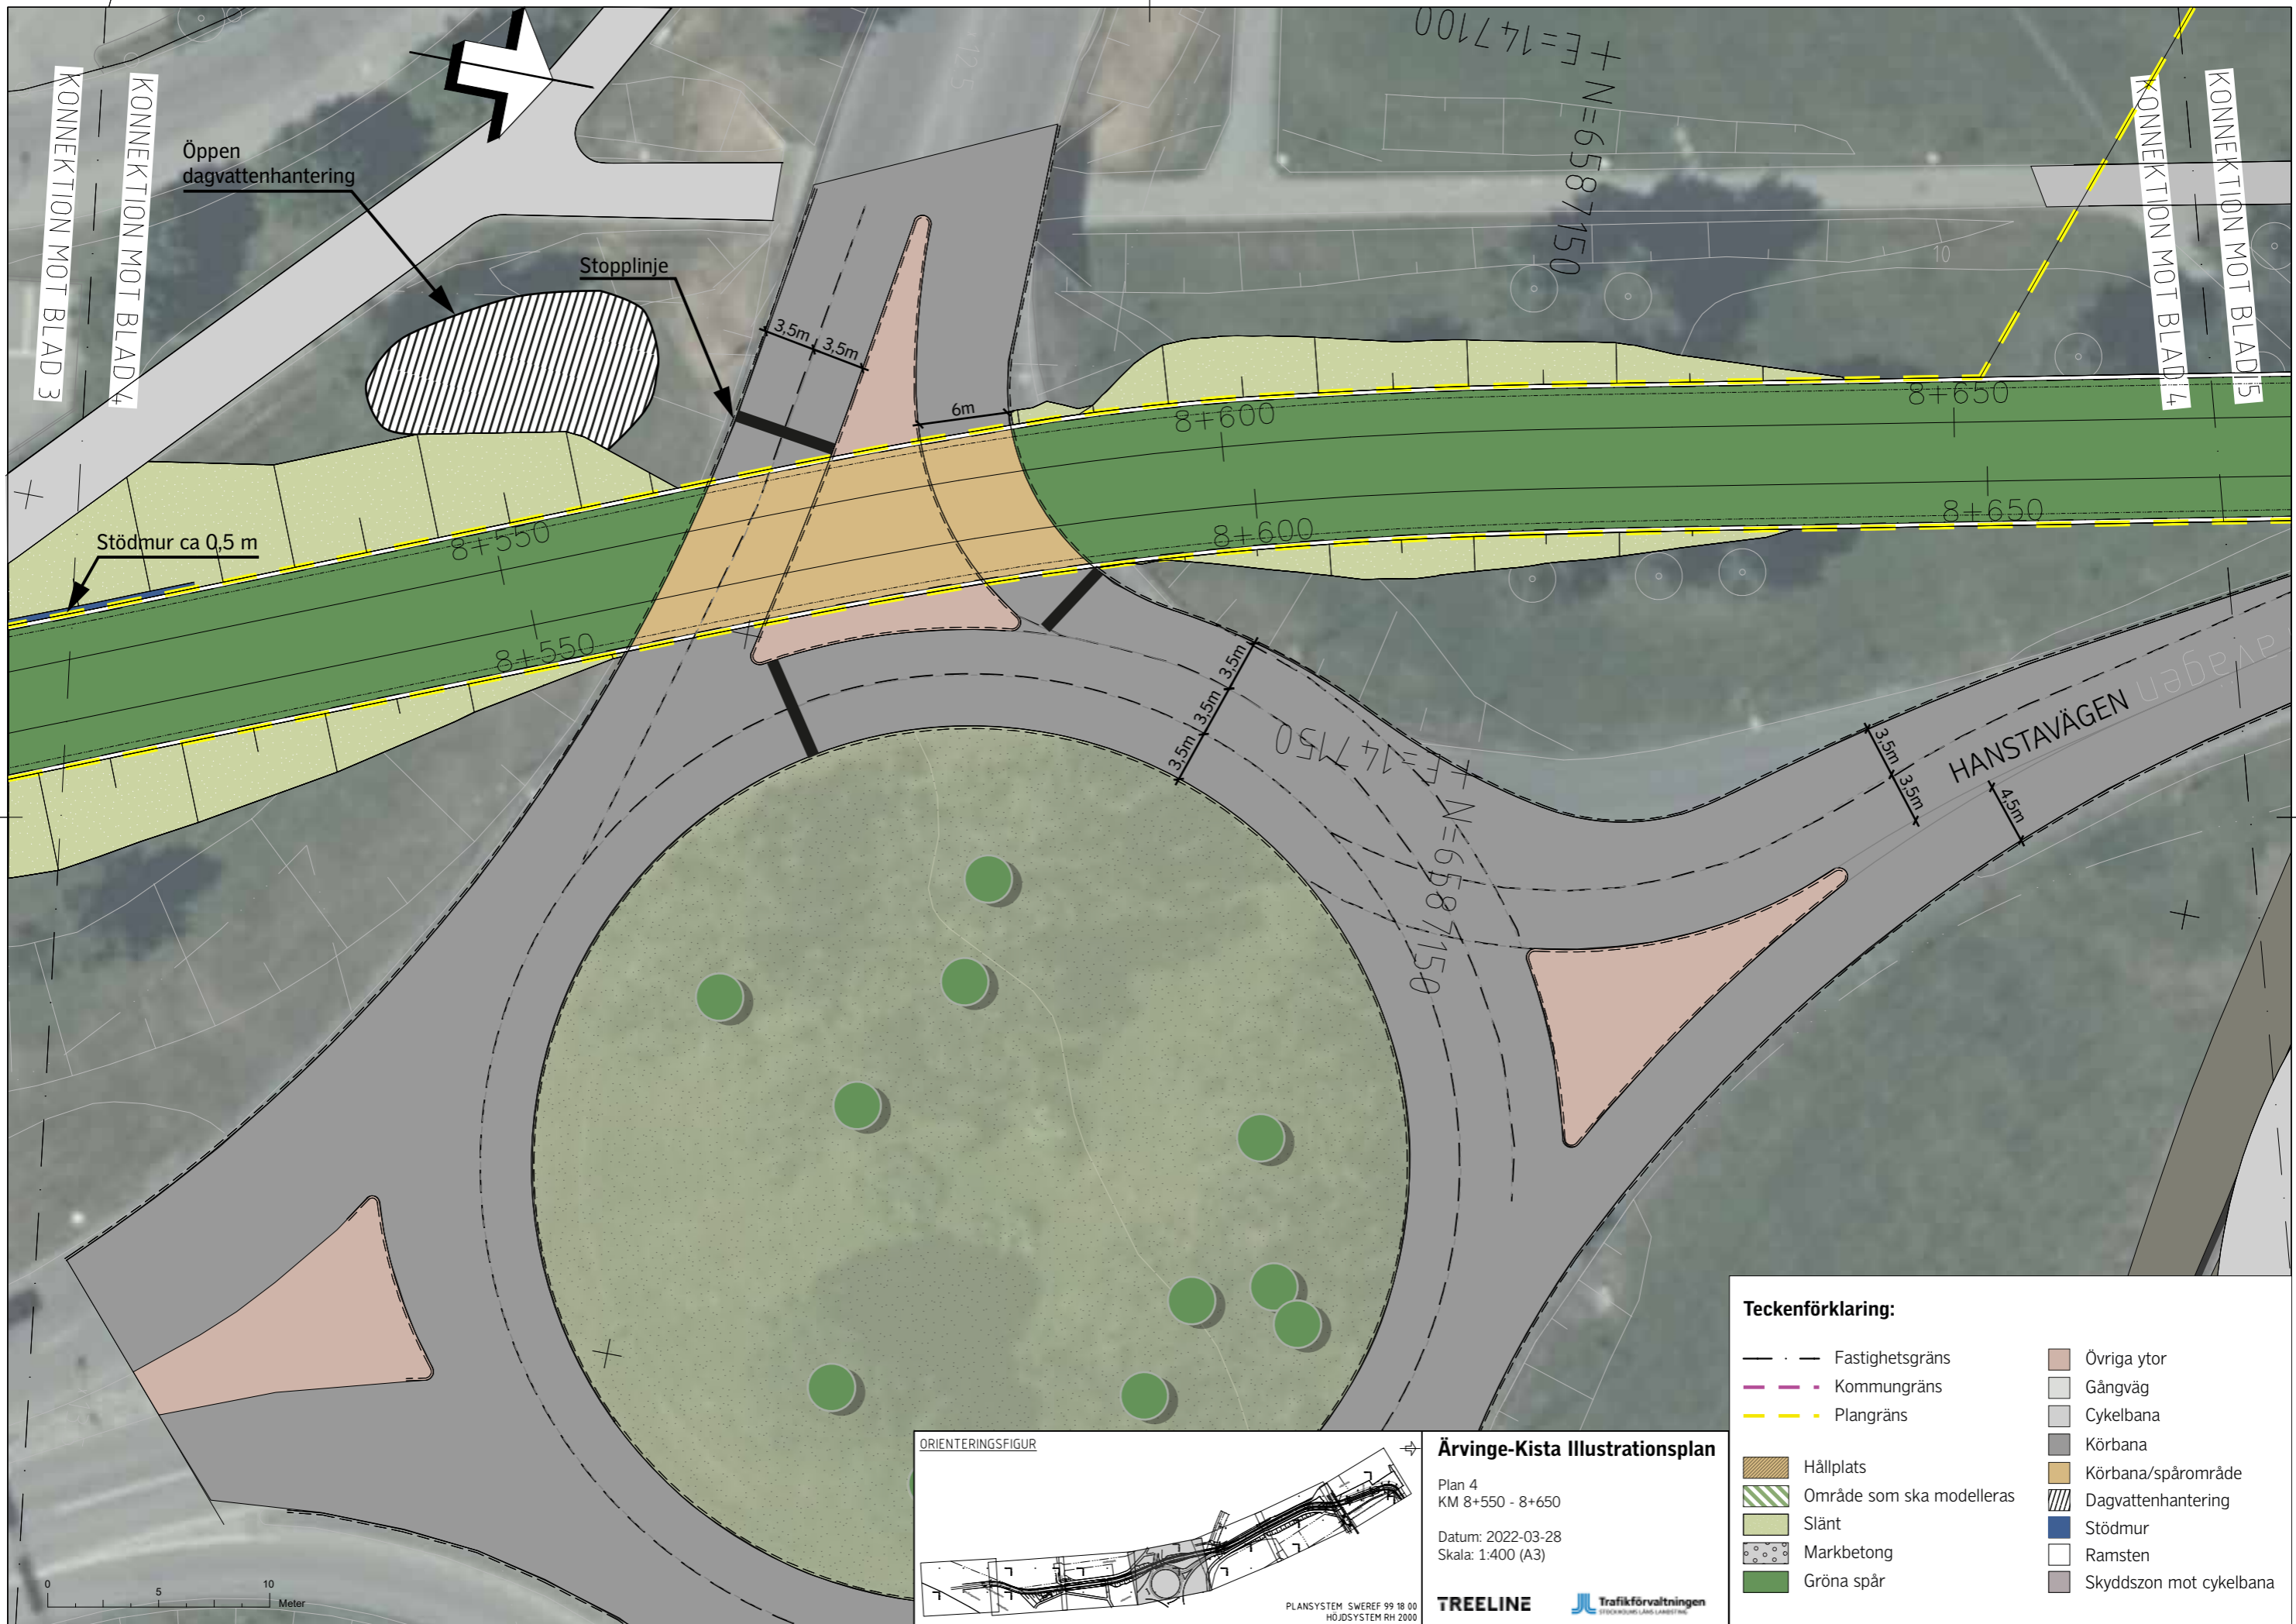 KONNEKTION MOT BLAD 3
KONNEKTION MOT BLAD 4
Öppen
dagvattenhantering
Stopplinje
Stödmur ca 0,5 m
+ E=147100
+ N=6587150
10
KONNEKTION MOT BLAD 4
KONNEKTION MOT BLAD 5
3,5m
3,5m
6m
8+600
8+650
8+550
8+600
8+650
8+550
3,5m
3,5m
3,5m
+ E=147150
+ N=6587150
3,5m
3,5m
4,5m
HANSTAVÄGEN
avägen
0
5
10
Meter
ORIENTERINGSFIGUR
PLANSYSTEM SWEREF 99 18 00
HÖJDSYSTEM RH 2000
Ärvinge-Kista Illustrationsplan
Plan 4
KM 8+550 - 8+650
Datum: 2022-03-28
Skala: 1:400 (A3)
TREELINE
Trafikförvaltningen
STOCKHOLMS LÄNS LANDSTING
Teckenförklaring:
Fastighetsgräns
Kommungräns
Plangräns
Hållplats
Område som ska modelleras
Slänt
Markbetong
Gröna spår
Övriga ytor
Gångväg
Cykelbana
Körbana
Körbana/spårområde
Dagvattenhantering
Stödmur
Ramsten
Skyddszon mot cykelbana